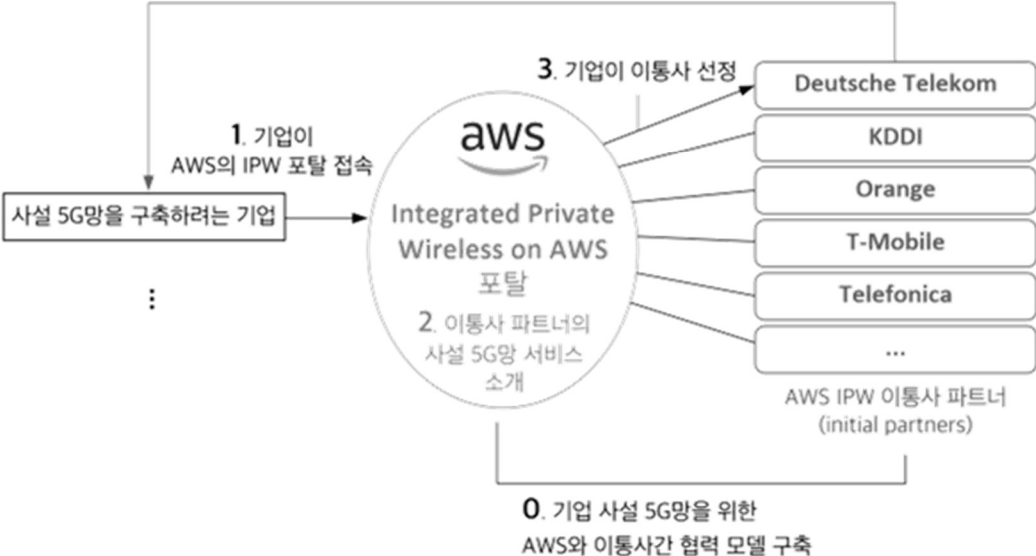 3. 기업이 이통사 선정
Deutsche Telekom
KDDI
Orange
T-Mobile
Telefonica
...
AWS IPW 이통사 파트너
(initial partners)
1. 기업이
AWS의 IPW 포탈 접속
사설 5G망을 구축하려는 기업
aws
Integrated Private
Wireless on AWS
포탈
2. 이통사 파트너의
사설 5G망 서비스
소개
0. 기업 사설 5G망을 위한
AWS와 이통사간 협력 모델 구축